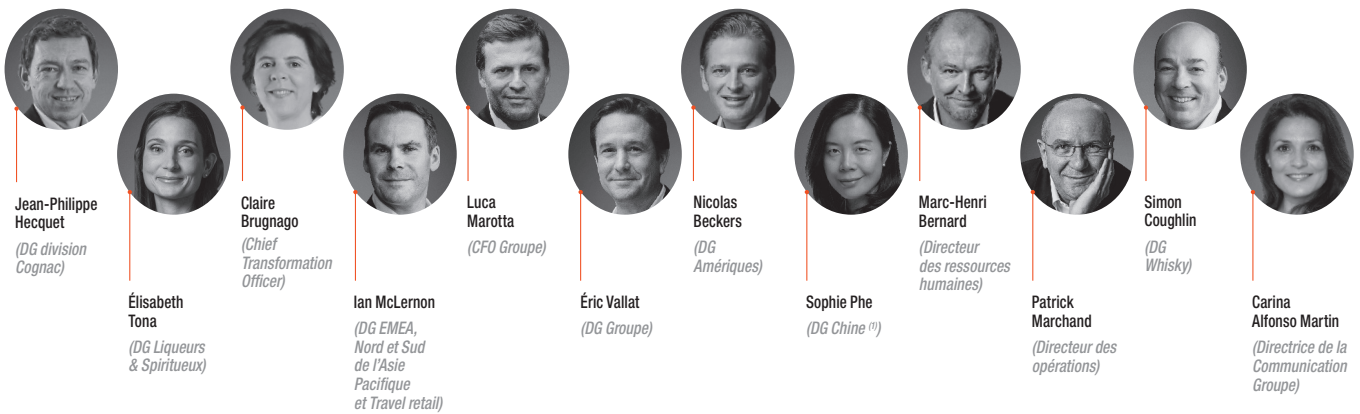 Jean-Philippe
Hecquet
(DG division
Cognac)
Élisabeth
Tona
(DG Liqueurs
& Spiritueux)
Claire
Brugnago
(Chief
Transformation
Officer)
Ian McLernon
(DG EMEA,
Nord et Sud
de l'Asie
Pacifique
et Travel retail)
Luca
Marotta
(CFO Groupe)
Éric Vallat
(DG Groupe)
Nicolas
Beckers
(DG
Amériques)
Sophie Phe
(DG Chine (1))
Marc-Henri
Bernard
(Directeur
des ressources
humaines)
Patrick
Marchand
(Directeur des
opérations)
Simon
Coughlin
(DG
Whisky)
Carina
Alfonso Martin
(Directrice de la
Communication
Groupe)